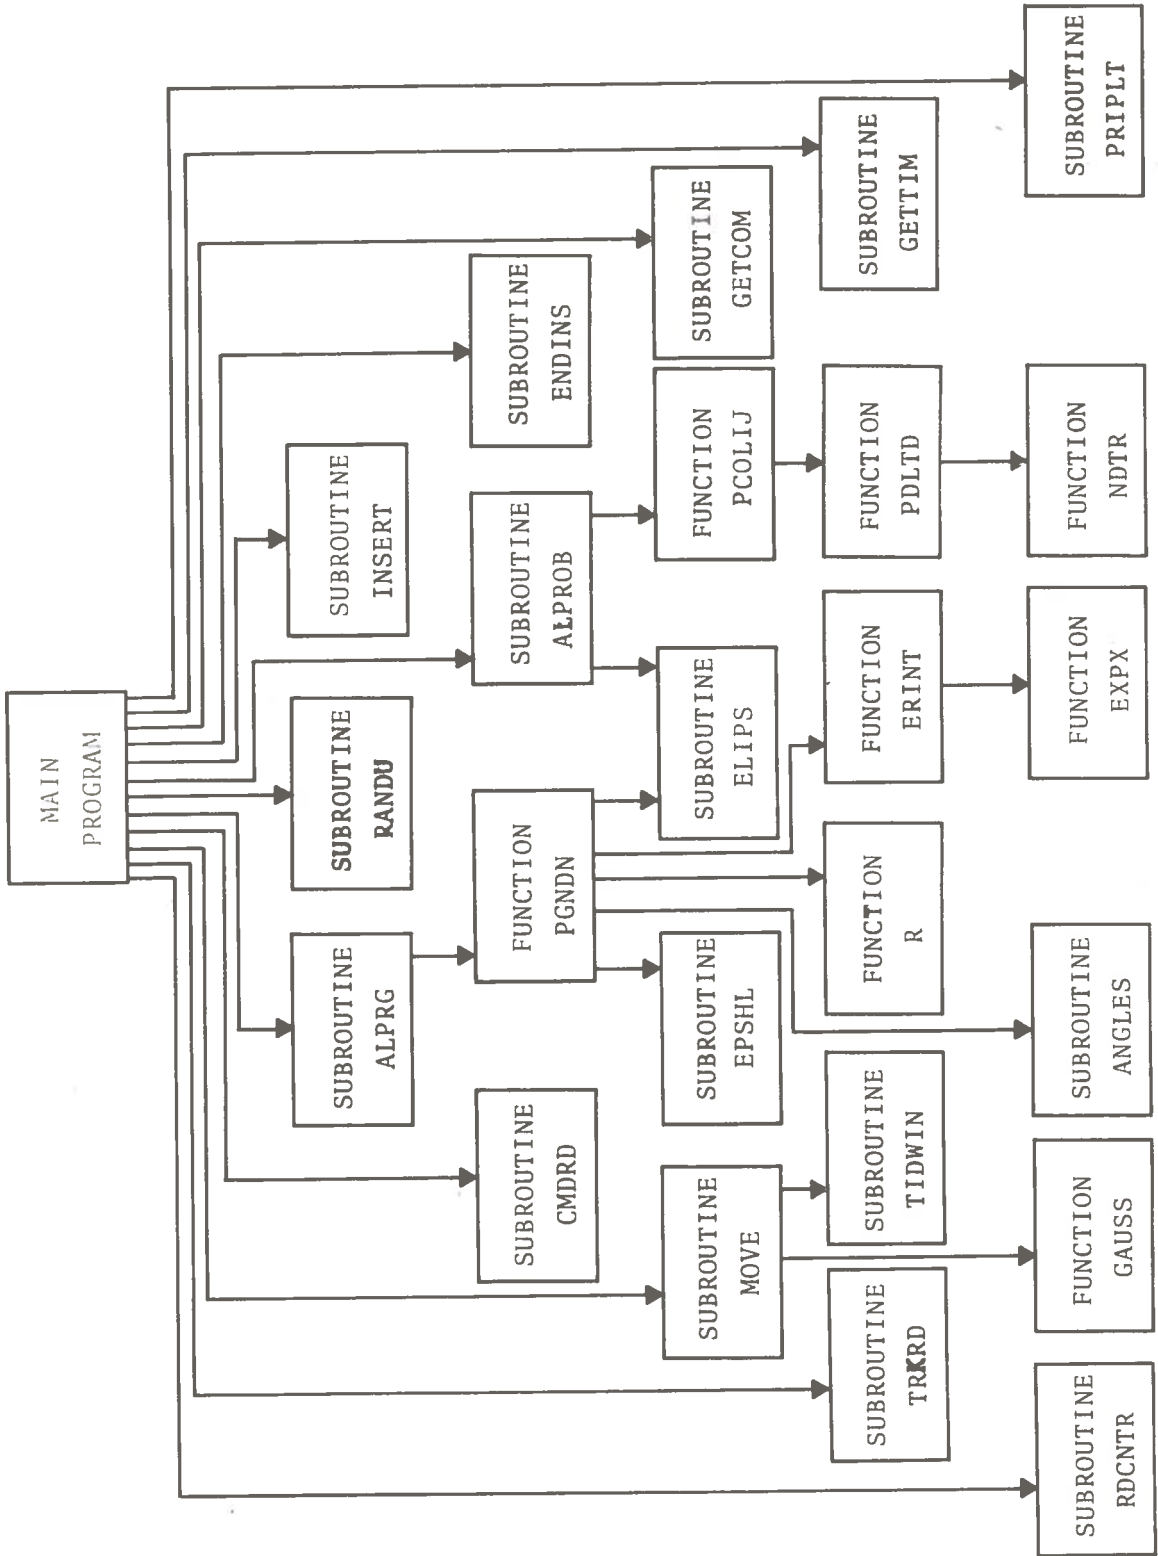 MAIN
PROGRAM
SUBROUTINE
ALPRG
SUBROUTINE
RANDU
SUBROUTINE
INSERT
SUBROUTINE
CMDRD
FUNCTION
PGNDN
SUBROUTINE
ALPROB
SUBROUTINE
ENDINS
SUBROUTINE
MOVE
SUBROUTINE
EPSHL
SUBROUTINE
ELIPS
FUNCTION
PCOLIJ
SUBROUTINE
GETCOM
SUBROUTINE
TRKRD
SUBROUTINE
TIDWIN
FUNCTION
R
FUNCTION
ERINT
FUNCTION
PDLTD
SUBROUTINE
GETTIM
SUBROUTINE
RDCNTR
FUNCTION
GAUSS
SUBROUTINE
ANGLES
FUNCTION
EXPX
FUNCTION
NDTR
SUBROUTINE
PRIPLT